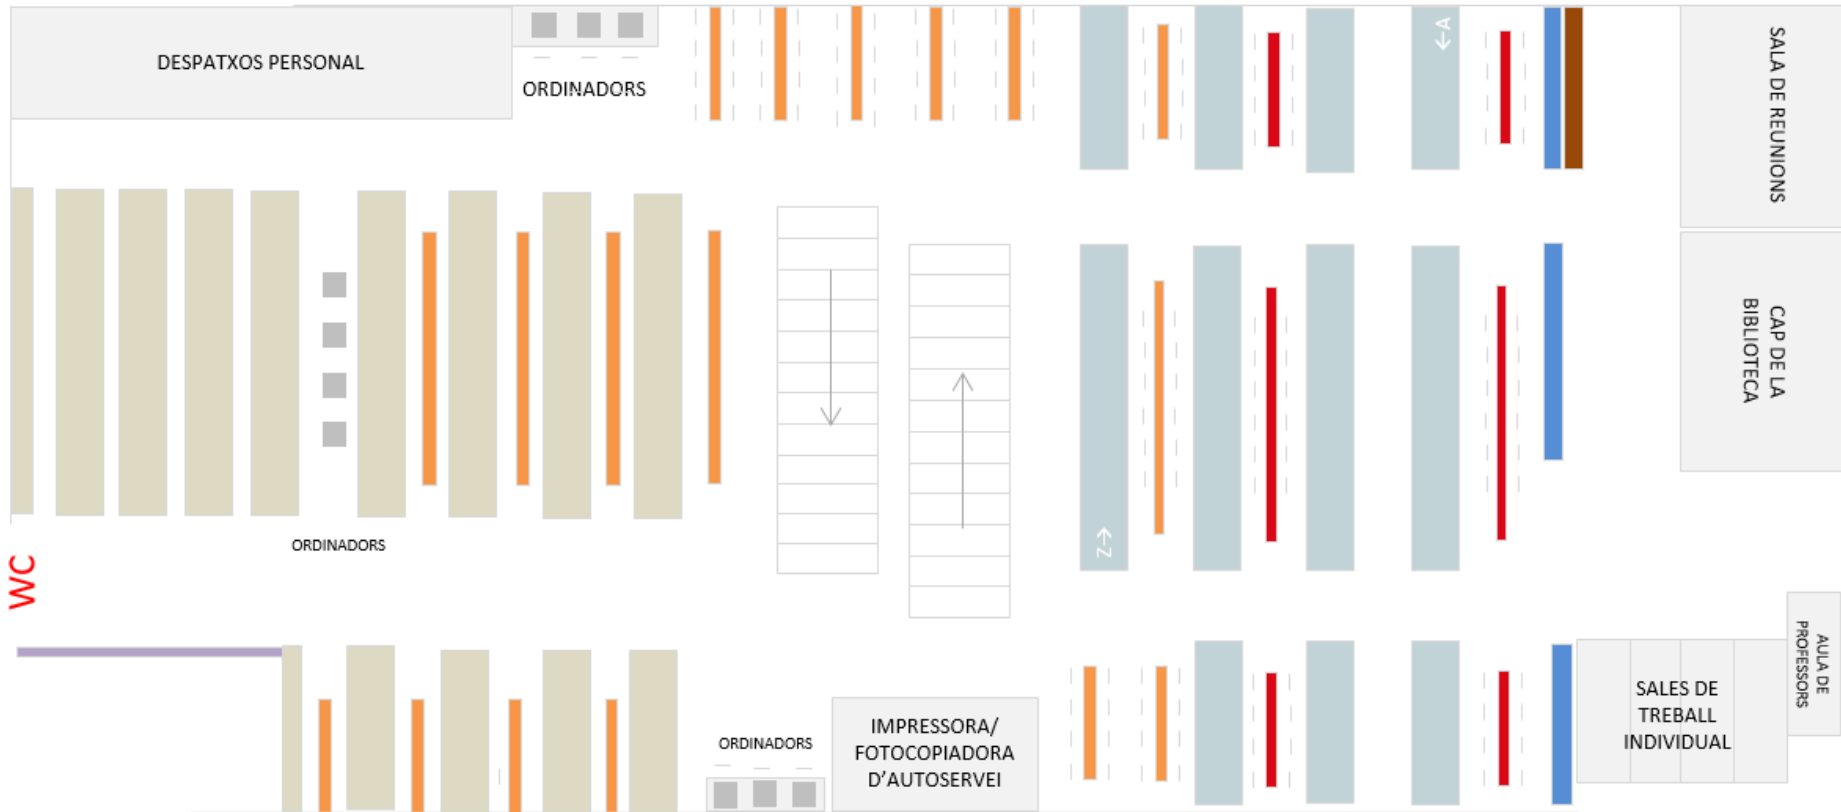 DESPATXOS PERSONAL
ORDINADORS
A
SALA DE REUNIONS
CAP DE LA
BIBLIOTECA
Z
ORDINADORS
WC
AULA DE
PROFESSORS
SALES DE
TREBALL
INDIVIDUAL
IMPRESSORA/
FOTOCOPIADORA
D'AUTOSERVEI
ORDINADORS